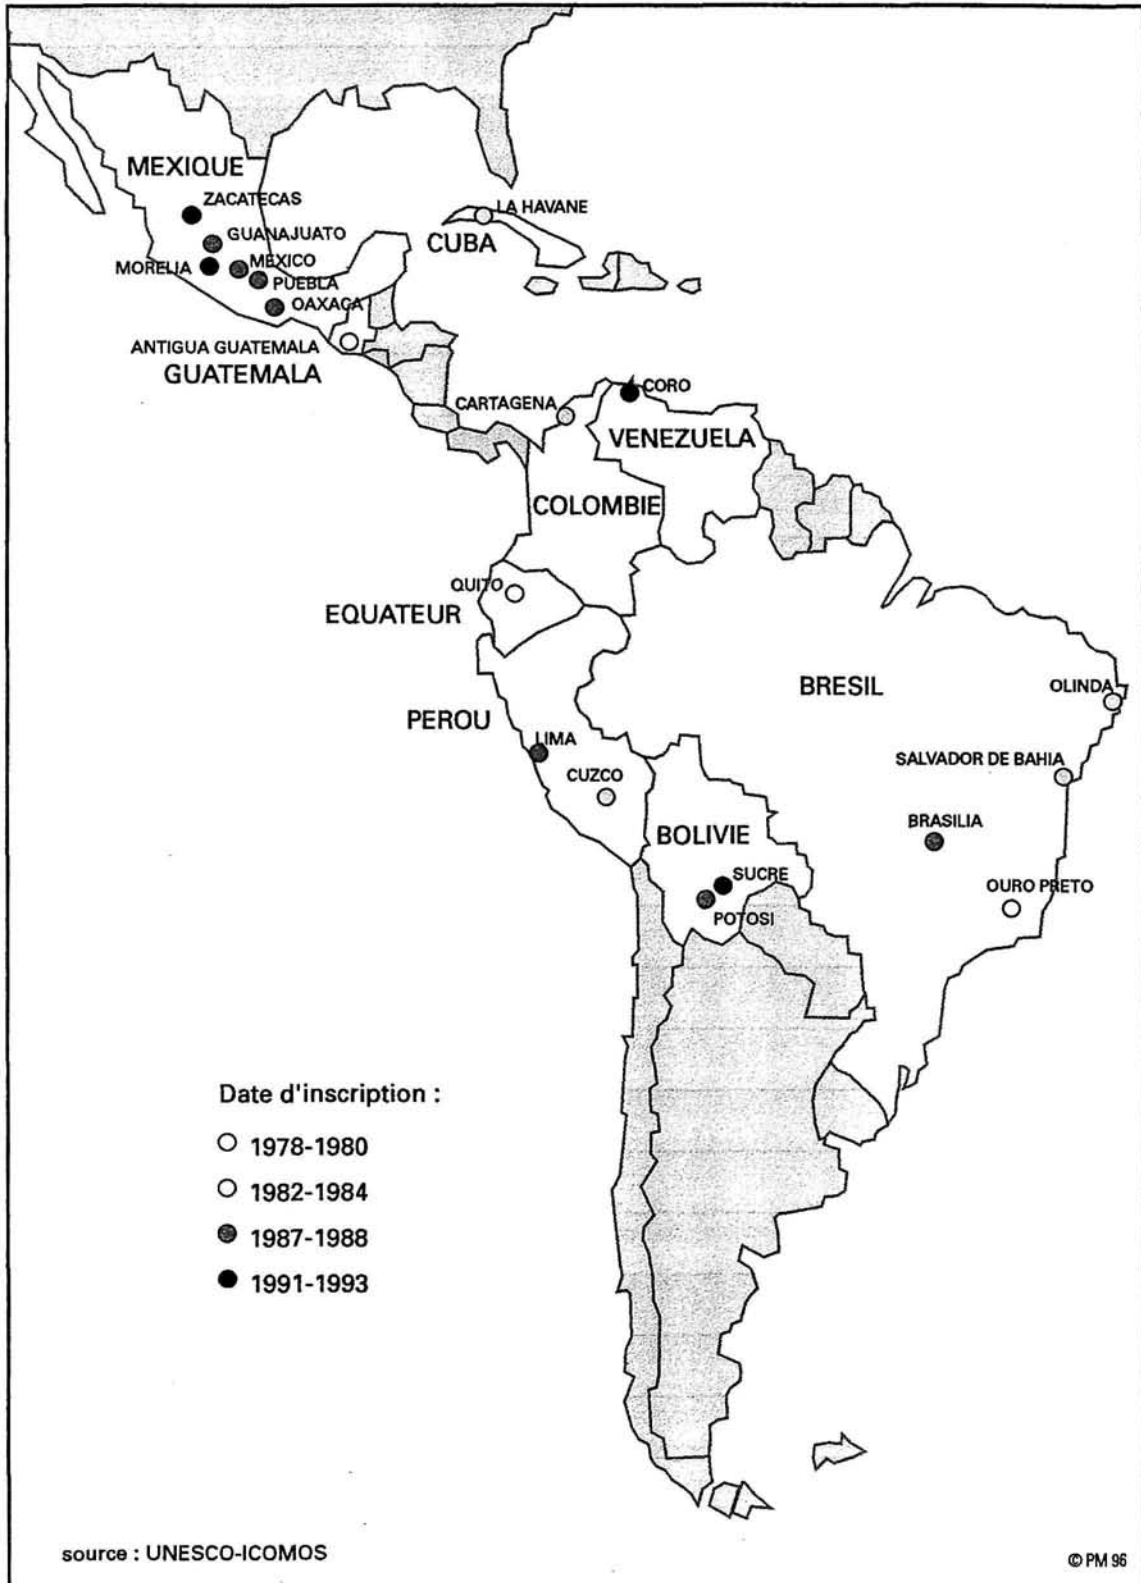 MEXIQUE
ZACATECAS
GUANAJUATO
MORELIA
MEXICO
PUEBLA
OAXACA
LA HAVANE
CUBA
ANTIGUA GUATEMALA
GUATEMALA
CARTAGENA
CORO
VENEZUELA
COLOMBIE
QUITO
EQUATEUR
BRESIL
OLINDA
PEROU
LIMA
CUZCO
SALVADOR DE BAHIA
BRASILIA
BOLIVIE
SUCRE
POTOSI
OURO PRETO
Date d'inscription :
1978-1980
1982-1984
1987-1988
1991-1993
source : UNESCO-ICOMOS
© PM 96